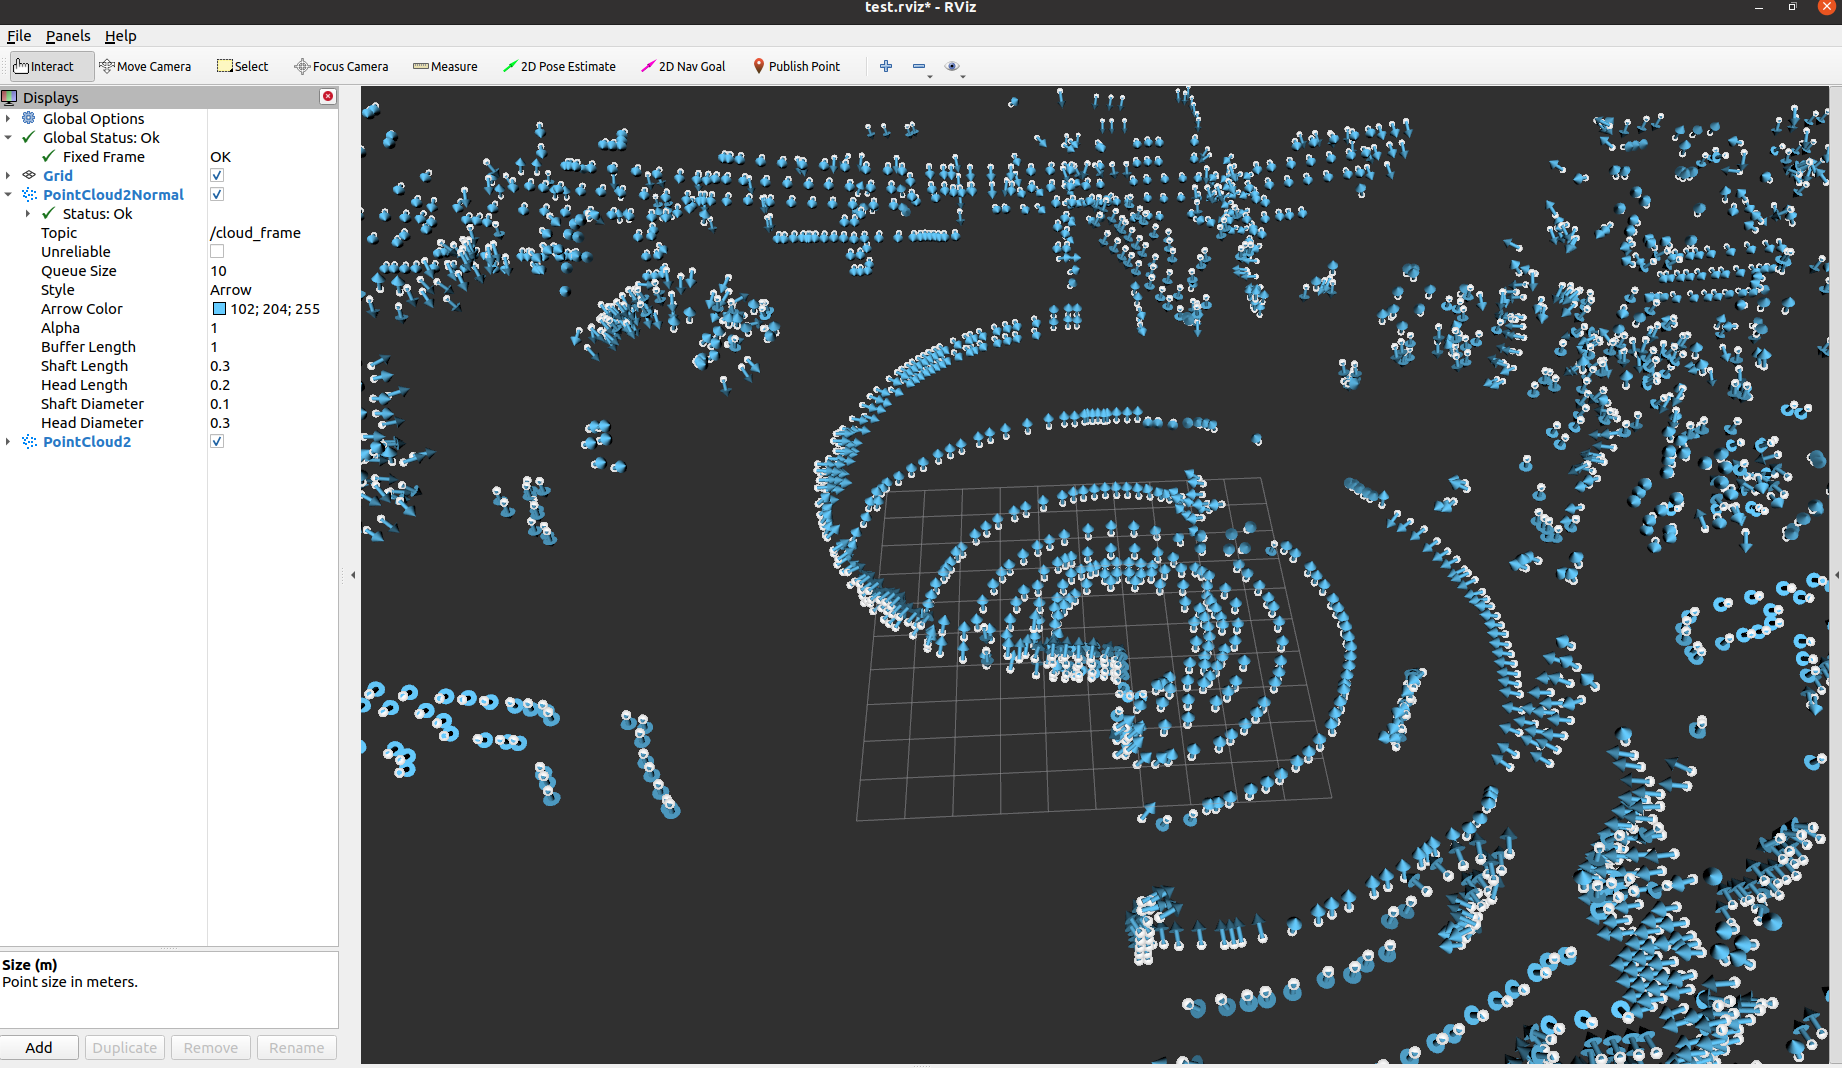 test.rviz* - RViz
File Panels Help
Interact Move Camera Select Focus Camera Measure 2D Pose Estimate 2D Nav Goal Publish Point
Displays
Global Options
Global Status: Ok
Fixed Frame OK
Grid
PointCloud2Normal
Status: Ok
Topic /cloud_frame
Unreliable
Queue Size 10
Style Arrow
Arrow Color 102; 204; 255
Alpha 1
Buffer Length 1
Shaft Length 0.3
Head Length 0.2
Shaft Diameter 0.1
Head Diameter 0.3
PointCloud2
Size (m)
Point size in meters.
Add Duplicate Remove Rename